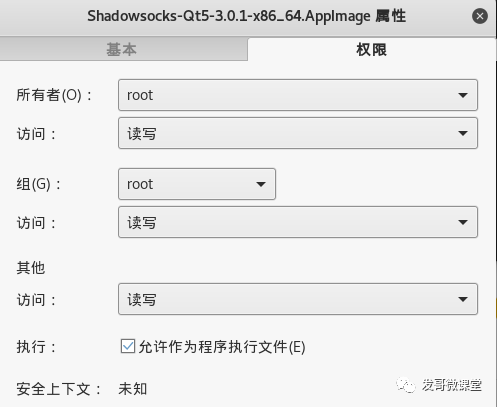 Shadowsocks-Qt5-3.0.1-x86_64.AppImage 属性
基本 权限
所有者(O)： root
访问： 读写
组(G)： root
访问： 读写
其他
访问： 读写
执行： 允许作为程序执行文件(E)
安全上下文： 未知
发哥微课堂